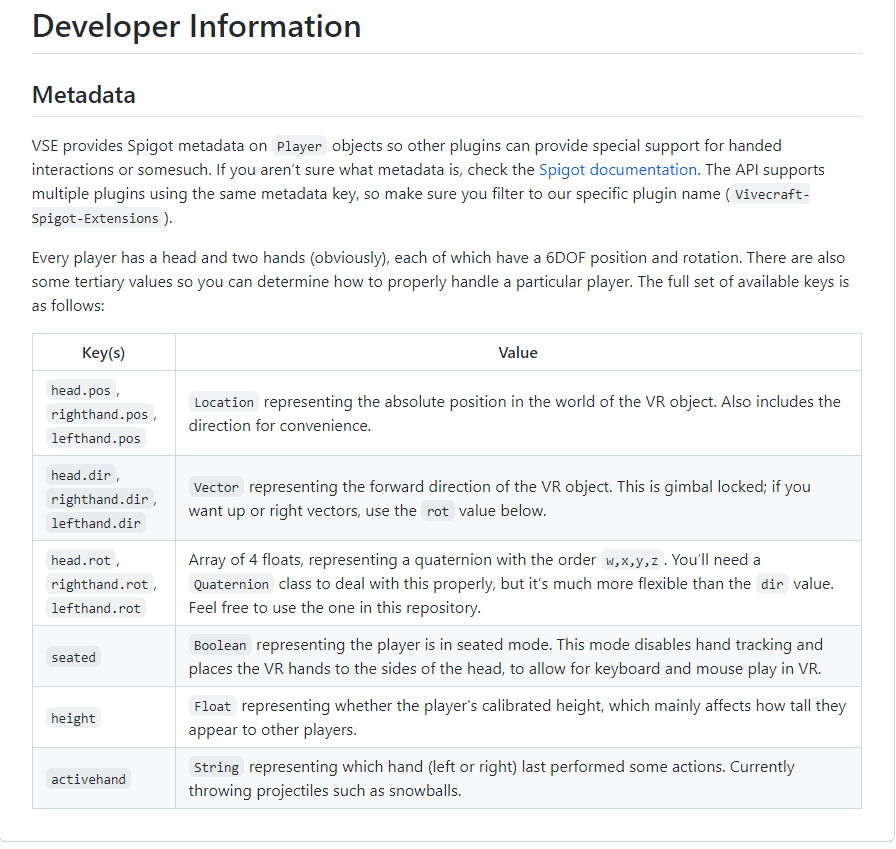 Developer Information
Metadata
VSE provides Spigot metadata on Player objects so other plugins can provide special support for handed
interactions or somesuch. If you aren't sure what metadata is, check the Spigot documentation. The API supports
multiple plugins using the same metadata key, so make sure you filter to our specific plugin name ( Vivecraft-
Spigot-Extensions ).
Every player has a head and two hands (obviously), each of which have a 6DOF position and rotation. There are also
some tertiary values so you can determine how to properly handle a particular player. The full set of available keys is
as follows:
Key(s) Value
head.pos ,
righthand.pos ,
lefthand.pos
Location representing the absolute position in the world of the VR object. Also includes the
direction for convenience.
head.dir ,
righthand.dir ,
lefthand.dir
Vector representing the forward direction of the VR object. This is gimbal locked; if you
want up or right vectors, use the rot value below.
head.rot ,
righthand.rot ,
lefthand.rot
Array of 4 floats, representing a quaternion with the order w,x,y,z . You'll need a
Quaternion class to deal with this properly, but it's much more flexible than the dir value.
Feel free to use the one in this repository.
seated
Boolean representing the player is in seated mode. This mode disables hand tracking and
places the VR hands to the sides of the head, to allow for keyboard and mouse play in VR.
height
Float representing whether the player's calibrated height, which mainly affects how tall they
appear to other players.
activehand
String representing which hand (left or right) last performed some actions. Currently
throwing projectiles such as snowballs.